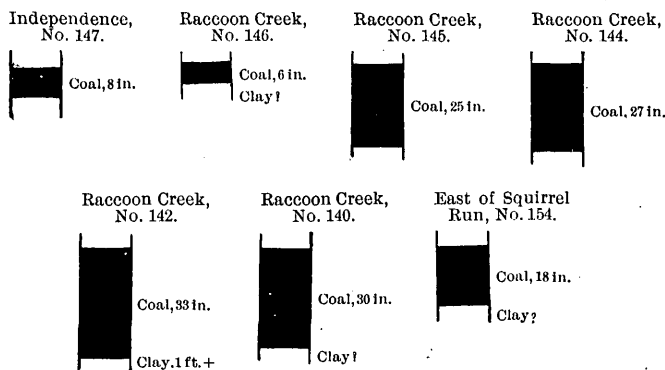 Independence,
No. 147.
Coal, 8 in.
Raccoon Creek,
No. 146.
Coal, 6 in.
Clay?
Raccoon Creek,
No. 145.
Coal, 25 in.
Raccoon Creek,
No. 144.
Coal, 27 in.
Raccoon Creek,
No. 142.
Coal, 33 in.
Clay, 1 ft. +
Raccoon Creek,
No. 140.
Coal, 30 in.
Clay?
East of Squirrel
Run, No. 154.
Coal, 18 in.
Clay?